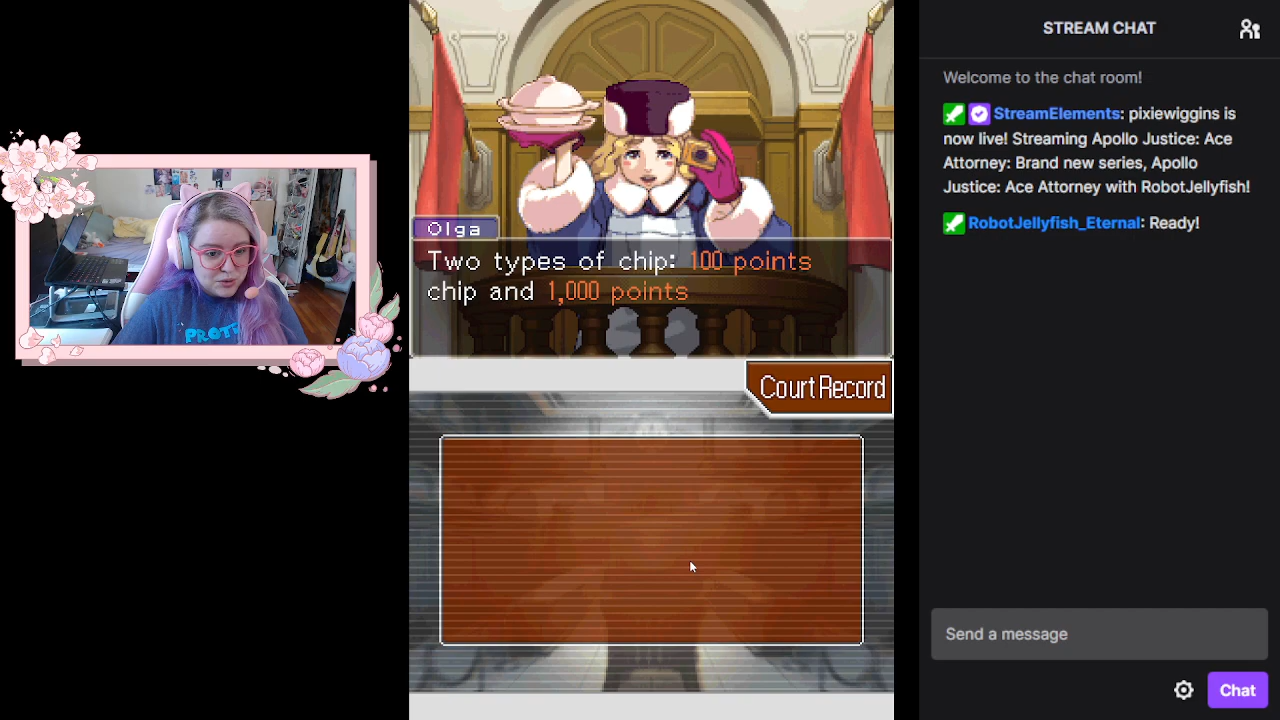 Olga
Two types of chip: 100 points
chip and 1,000 points
Court Record
PROT
STREAM CHAT
Welcome to the chat room!
StreamElements: pixiewiggins is
now live! Streaming Apollo Justice: Ace
Attorney: Brand new series, Apollo
Justice: Ace Attorney with RobotJellyfish!
RobotJellyfish_Eternal: Ready!
Send a message
Chat